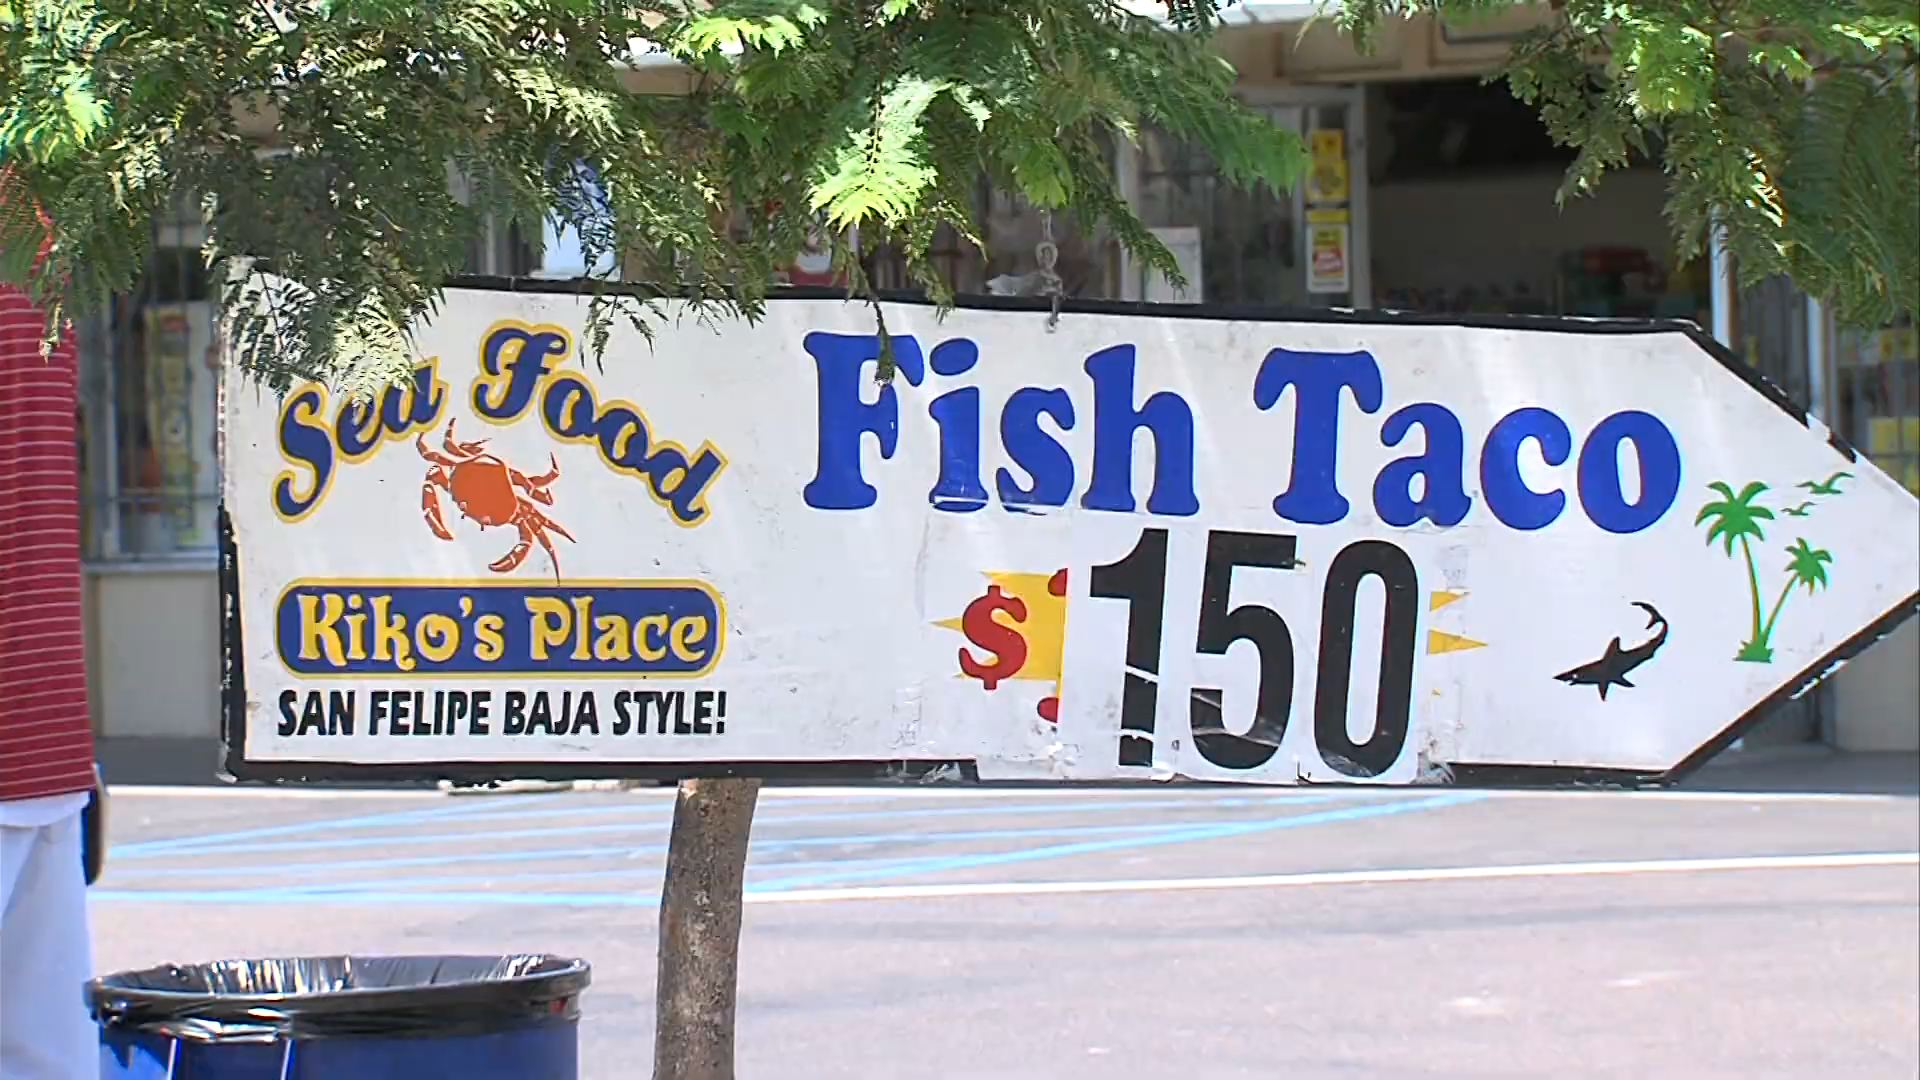 Sea Food
Kiko's Place
SAN FELIPE BAJA STYLE!
Fish Taco
$ 150